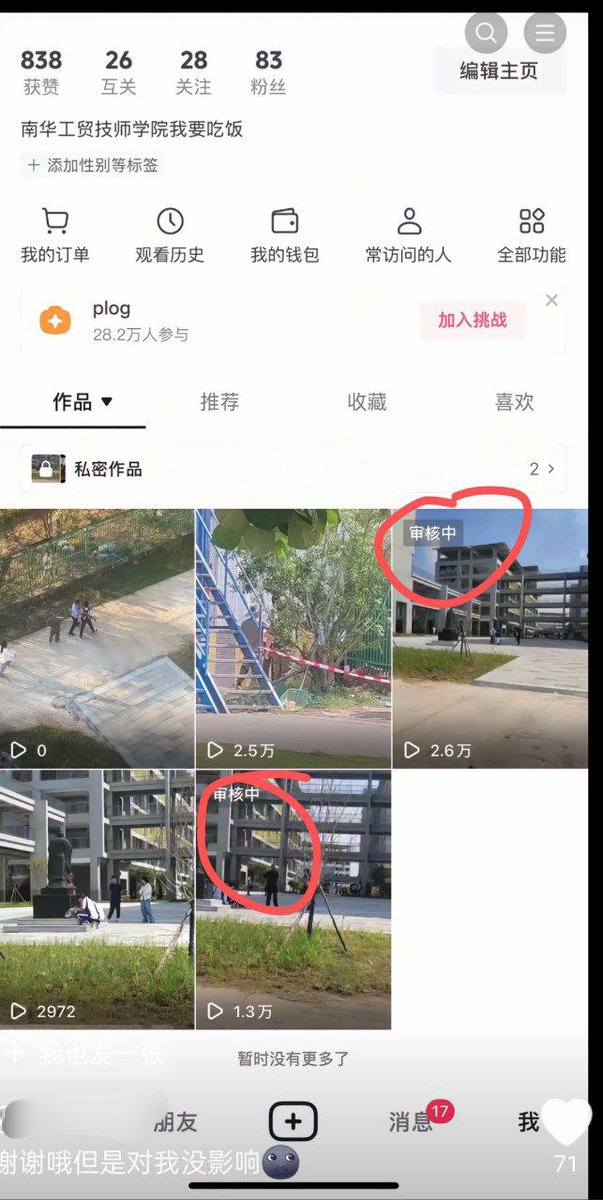 838 26 28 83
获赞 互关 关注 粉丝
编辑主页
南华工贸技师学院我要吃饭
+ 添加性别等标签
我的订单 观看历史 我的钱包 常访问的人 全部功能
plog
28.2万人参与
加入挑战
作品 推荐 收藏 喜欢
私密作品 2
审核中
0 2.5万 2.6万
审核中
2972 1.3万
我也发一张
暂时没有更多了
朋友 消息 17 我
谢谢哦但是对我没影响
71